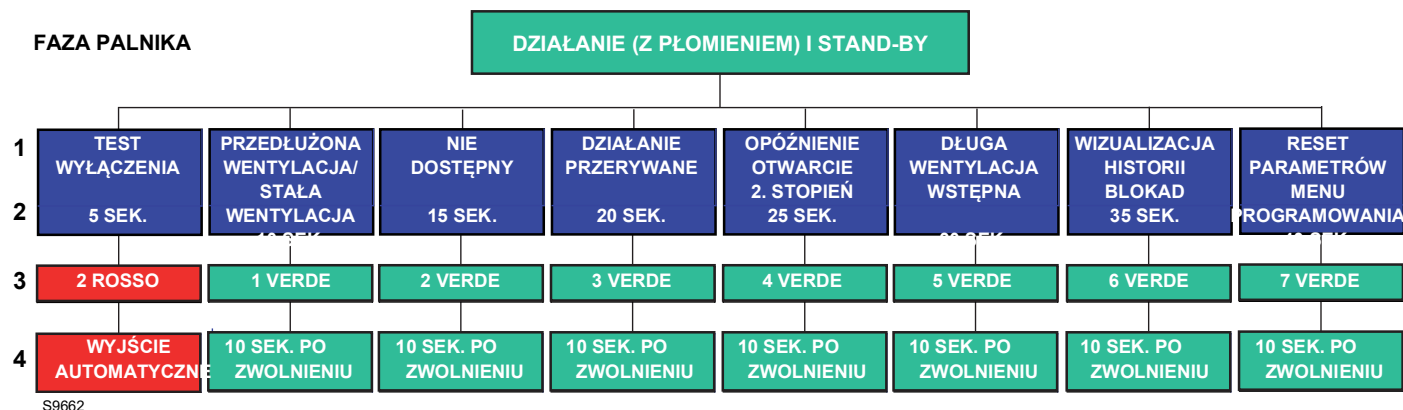 FAZA PALNIKA
DZIAŁANIE (Z PŁOMIENIEM) I STAND-BY
1
2
TEST
WYŁĄCZENIA
5 SEK.
PRZEDŁUŻONA
WENTYLACJA/
STAŁA
WENTYLACJA
NIE
DOSTĘPNY
15 SEK.
DZIAŁANIE
PRZERYWANE
20 SEK.
OPÓŹNIENIE
OTWARCIE
2. STOPIEŃ
25 SEK.
DŁUGA
WENTYLACJA
WSTĘPNA
WIZUALIZACJA
HISTORII
BLOKAD
35 SEK.
RESET
PARAMETRÓW
MENU
PROGRAMOWANIA
3
2 ROSSO
1 VERDE
2 VERDE
3 VERDE
4 VERDE
5 VERDE
6 VERDE
7 VERDE
4
WYJŚCIE
AUTOMATYCZNE
10 SEK. PO
ZWOLNIENIU
10 SEK. PO
ZWOLNIENIU
10 SEK. PO
ZWOLNIENIU
10 SEK. PO
ZWOLNIENIU
10 SEK. PO
ZWOLNIENIU
10 SEK. PO
ZWOLNIENIU
10 SEK. PO
ZWOLNIENIU
S9662